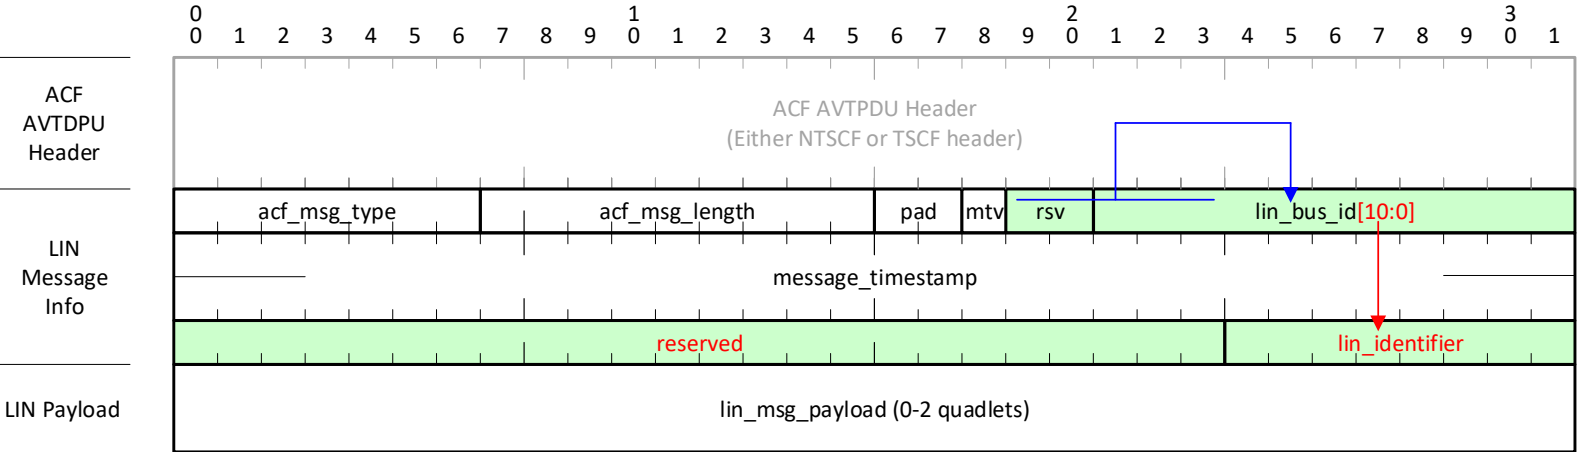 0 1 2 3
0 1 2 3 4 5 6 7 8 9 0 1 2 3 4 5 6 7 8 9 0 1 2 3 4 5 6 7 8 9 0 1
ACF
AVTDPU
Header
ACF AVTPDU Header
(Either NTSCF or TSCF header)
LIN
Message
Info
acf_msg_type acf_msg_length pad mtv rsv lin_bus_id[10:0]
message_timestamp
reserved lin_identifier
LIN Payload lin_msg_payload (0-2 quadlets)